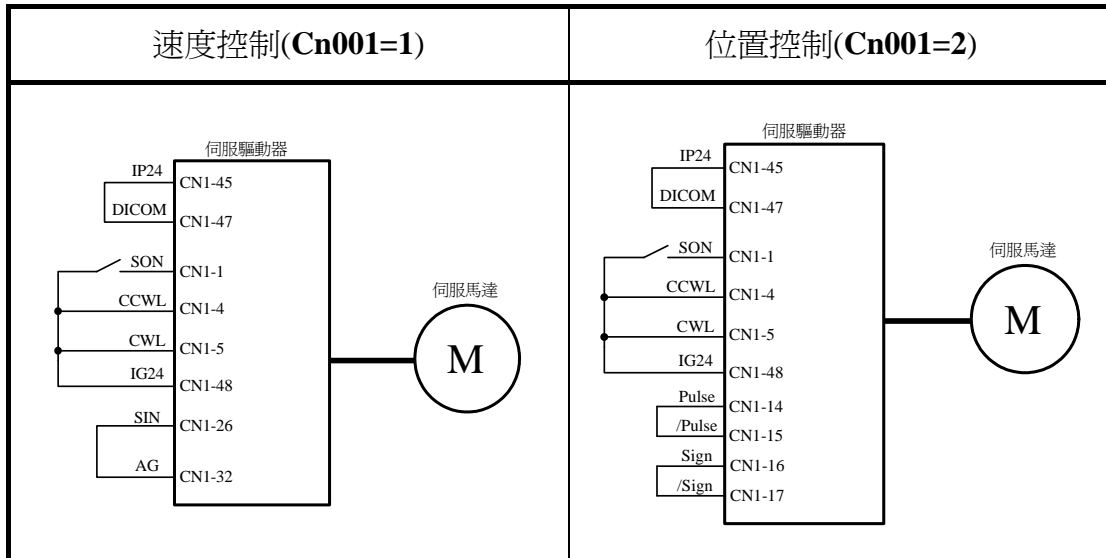 速度控制(Cn001=1)
位置控制(Cn001=2)
伺服驅動器
IP24
CN1-45
DICOM
CN1-47
SON
CN1-1
CCWL
CN1-4
CWL
CN1-5
IG24
CN1-48
SIN
CN1-26
AG
CN1-32
伺服馬達
M
伺服驅動器
IP24
CN1-45
DICOM
CN1-47
SON
CN1-1
CCWL
CN1-4
CWL
CN1-5
IG24
CN1-48
Pulse
CN1-14
/Pulse
CN1-15
Sign
CN1-16
/Sign
CN1-17
伺服馬達
M